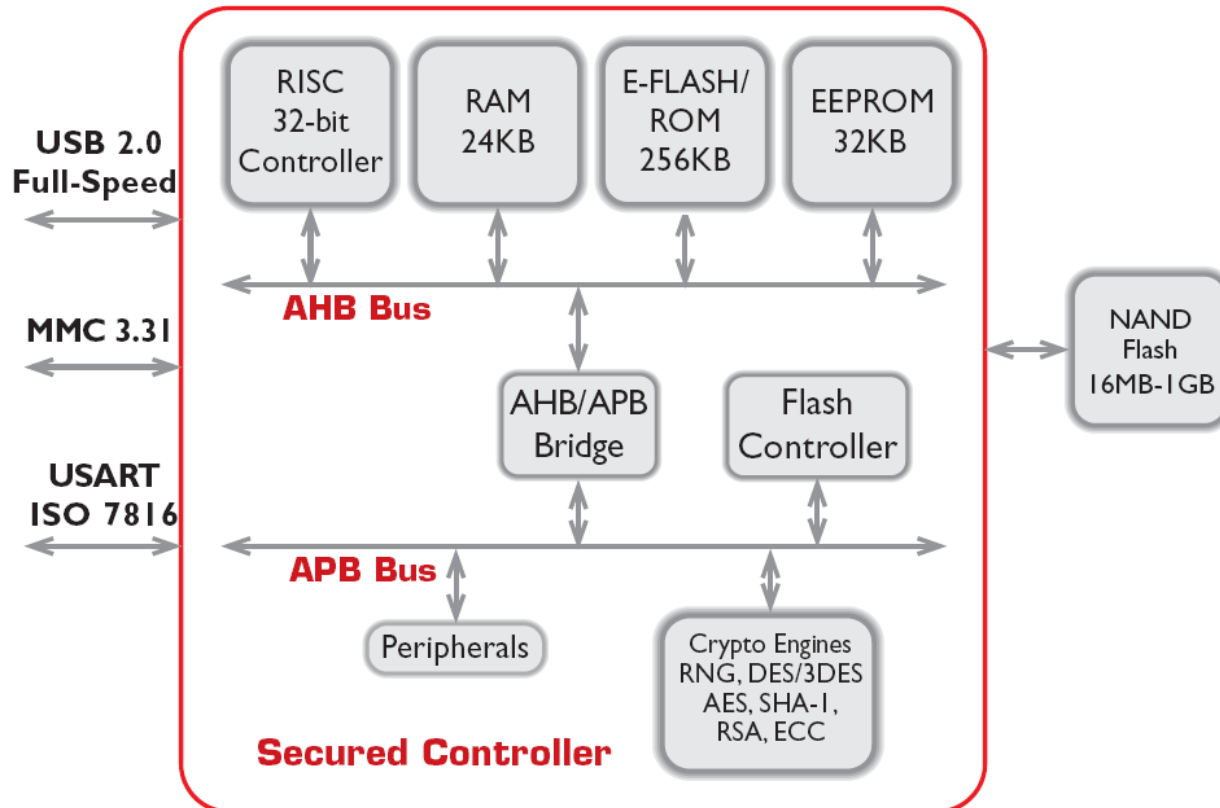 RISC
32-bit
Controller
RAM
24KB
E-FLASH/
ROM
256KB
EEPROM
32KB
USB 2.0
Full-Speed
AHB Bus
MMC 3.31
NAND
Flash
16MB-1GB
AHB/APB
Bridge
Flash
Controller
USART
ISO 7816
APB Bus
Peripherals
Crypto Engines
RNG, DES/3DES
AES, SHA-1,
RSA, ECC
Secured Controller